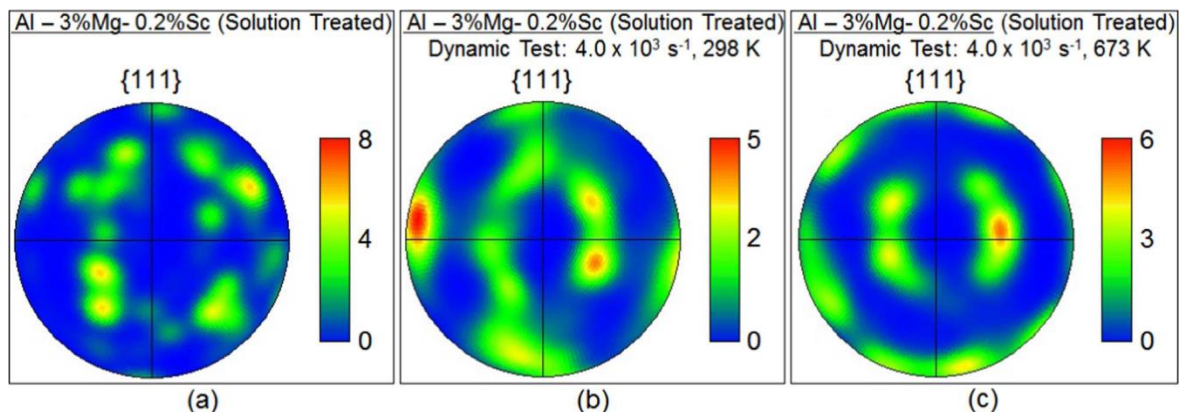 Al – 3%Mg- 0.2%Sc (Solution Treated)
{111}
8
4
0
(a)
Al – 3%Mg- 0.2%Sc (Solution Treated)
Dynamic Test: 4.0 x 10³ s⁻¹, 298 K
{111}
5
2
0
(b)
Al – 3%Mg- 0.2%Sc (Solution Treated)
Dynamic Test: 4.0 x 10³ s⁻¹, 673 K
{111}
6
3
0
(c)